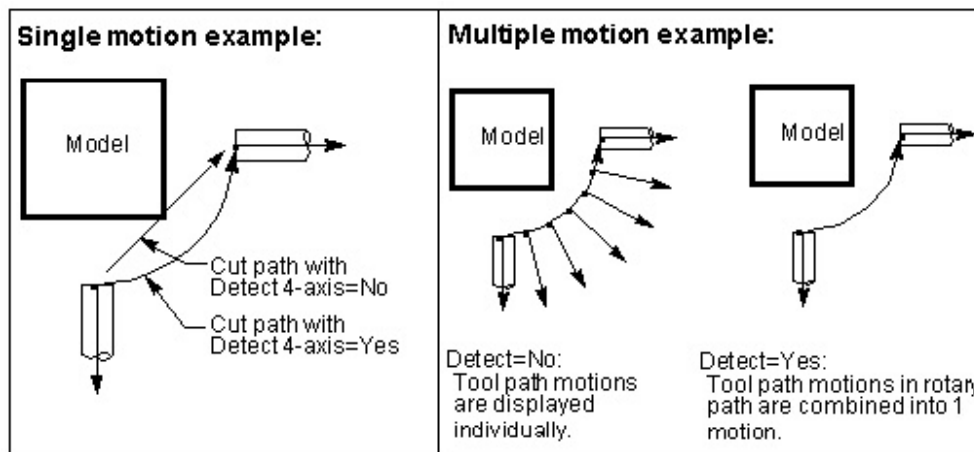 Single motion example:
Model
Cut path with
Detect 4-axis=No
Cut path with
Detect 4-axis=Yes
Multiple motion example:
Model
Detect=No:
Tool path motions
are displayed
individually.
Model
Detect=Yes:
Tool path motions in rotary
path are combined into 1
motion.